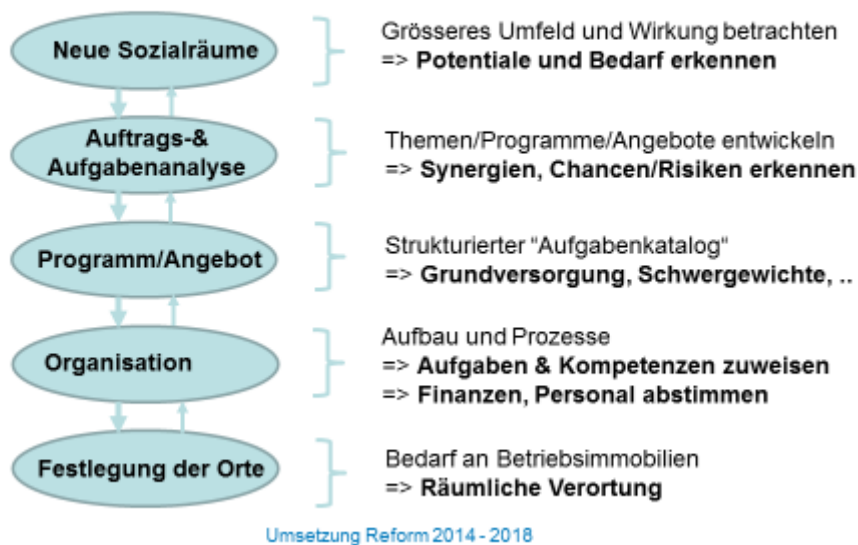 Neue Sozialräume
Grösseres Umfeld und Wirkung betrachten
=> Potentiale und Bedarf erkennen
Auftrags-&
Aufgabenanalyse
Themen/Programme/Angebote entwickeln
=> Synergien, Chancen/Risiken erkennen
Programm/Angebot
Strukturierter "Aufgabenkatalog"
=> Grundversorgung, Schwergewichte, ..
Organisation
Aufbau und Prozesse
=> Aufgaben & Kompetenzen zuweisen
=> Finanzen, Personal abstimmen
Festlegung der Orte
Bedarf an Betriebsimmobilien
=> Räumliche Verortung
Umsetzung Reform 2014 - 2018